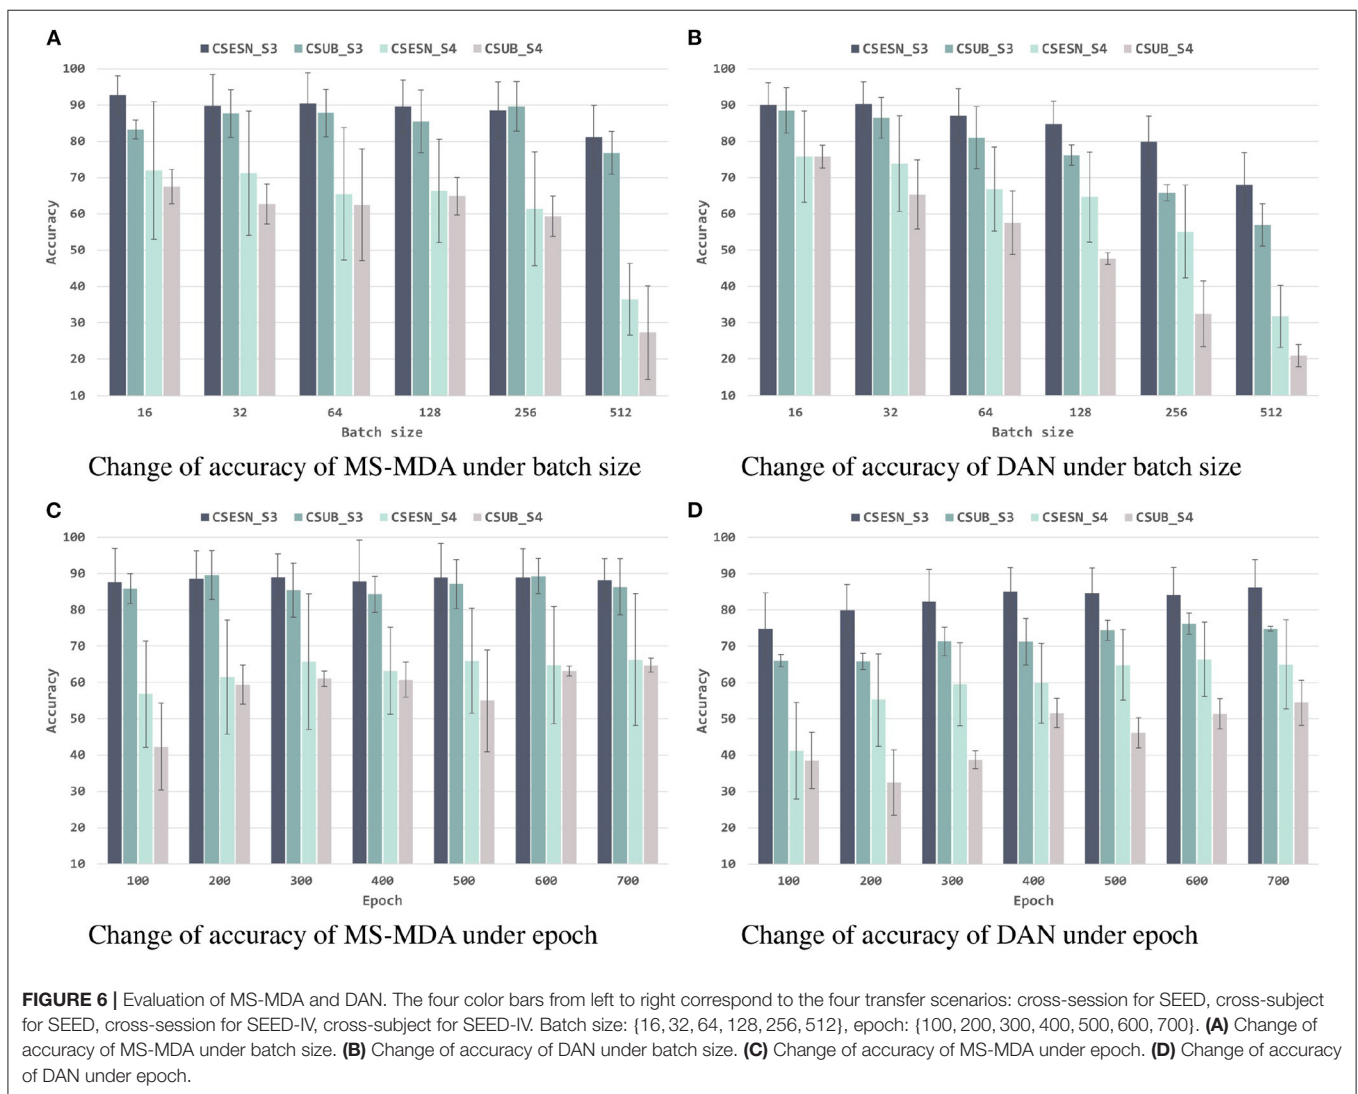 A
CSESN_S3 CSUB_S3 CSESN_S4 CSUB_S4
100
90
80
70
60
50
40
30
20
10
Accuracy
16 32 64 128 256 512
Batch size
Change of accuracy of MS-MDA under batch size
B
CSESN_S3 CSUB_S3 CSESN_S4 CSUB_S4
100
90
80
70
60
50
40
30
20
10
Accuracy
16 32 64 128 256 512
Batch size
Change of accuracy of DAN under batch size
C
CSESN_S3 CSUB_S3 CSESN_S4 CSUB_S4
100
90
80
70
60
50
40
30
20
10
Accuracy
100 200 300 400 500 600 700
Epoch
Change of accuracy of MS-MDA under epoch
D
CSESN_S3 CSUB_S3 CSESN_S4 CSUB_S4
100
90
80
70
60
50
40
30
20
10
Accuracy
100 200 300 400 500 600 700
Epoch
Change of accuracy of DAN under epoch
FIGURE 6 | Evaluation of MS-MDA and DAN. The four color bars from left to right correspond to the four transfer scenarios: cross-session for SEED, cross-subject
for SEED, cross-session for SEED-IV, cross-subject for SEED-IV. Batch size: {16, 32, 64, 128, 256, 512}, epoch: {100, 200, 300, 400, 500, 600, 700}. (A) Change of
accuracy of MS-MDA under batch size. (B) Change of accuracy of DAN under batch size. (C) Change of accuracy of MS-MDA under epoch. (D) Change of accuracy
of DAN under epoch.